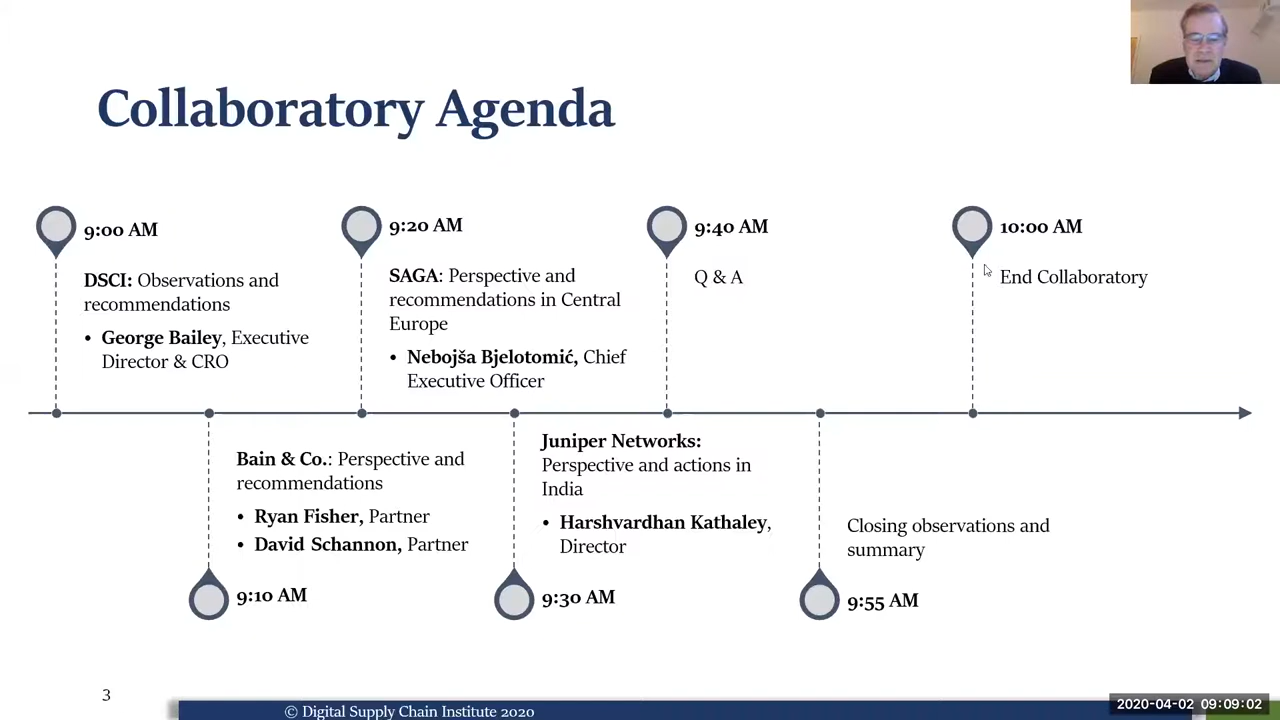 Collaboratory Agenda
9:00 AM
DSCI: Observations and
recommendations
• George Bailey, Executive
Director & CRO
9:10 AM
Bain & Co.: Perspective and
recommendations
• Ryan Fisher, Partner
• David Schannon, Partner
9:20 AM
SAGA: Perspective and
recommendations in Central
Europe
• Nebojša Bjelotomić, Chief
Executive Officer
9:30 AM
Juniper Networks:
Perspective and actions in
India
• Harshvardhan Kathaley,
Director
9:40 AM
Q & A
9:55 AM
Closing observations and
summary
10:00 AM
End Collaboratory
3
© Digital Supply Chain Institute 2020
2020-04-02 09:09:02